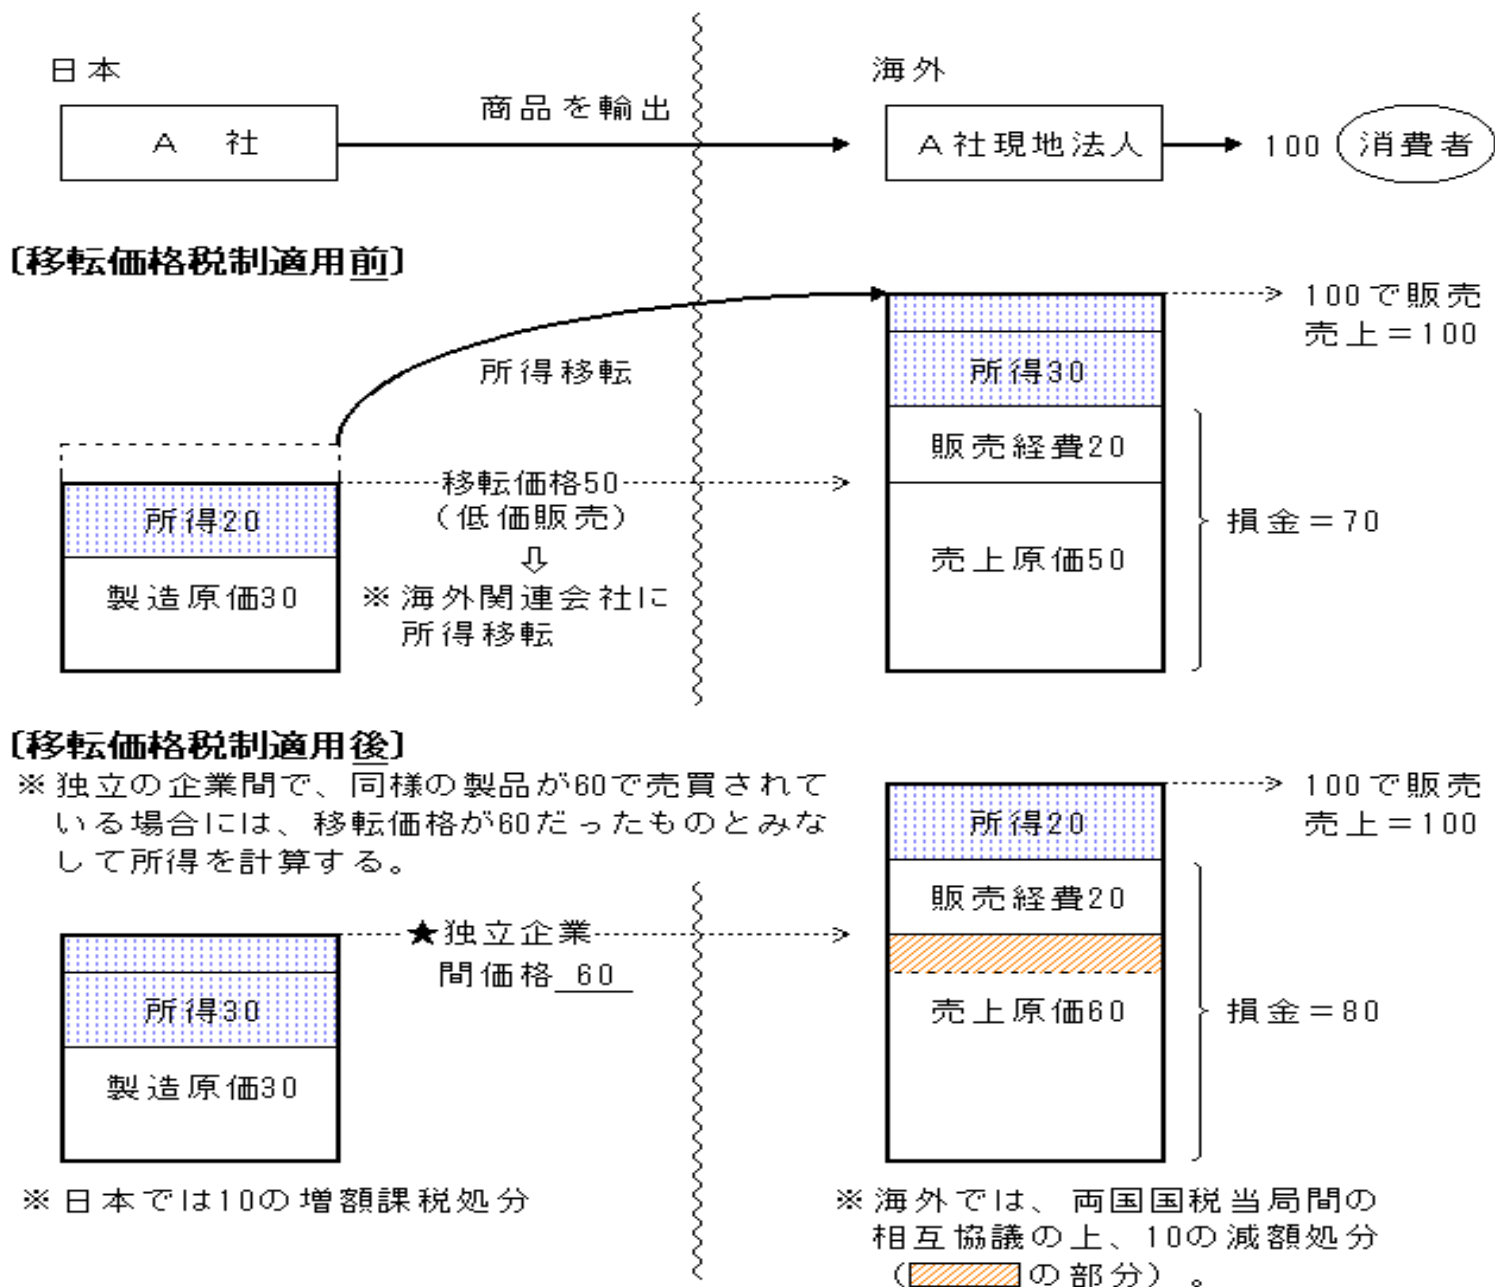 日本
海外
商品を輸出
A 社
A社現地法人
100
消費者
〔移転価格税制適用前〕
100で販売
売上＝100
所得移転
所得30
販売経費20
移転価格50
（低価販売）
⇩
所得20
売上原価50
損金＝70
製造原価30
※海外関連会社に
所得移転
〔移転価格税制適用後〕
※独立の企業間で、同様の製品が60で売買されて
いる場合には、移転価格が60だったものとみな
して所得を計算する。
100で販売
売上＝100
所得20
販売経費20
★独立企業
間価格 60
所得30
売上原価60
損金＝80
製造原価30
※日本では10の増額課税処分
※海外では、両国国税当局間の
相互協議の上、10の減額処分
（ の部分）。